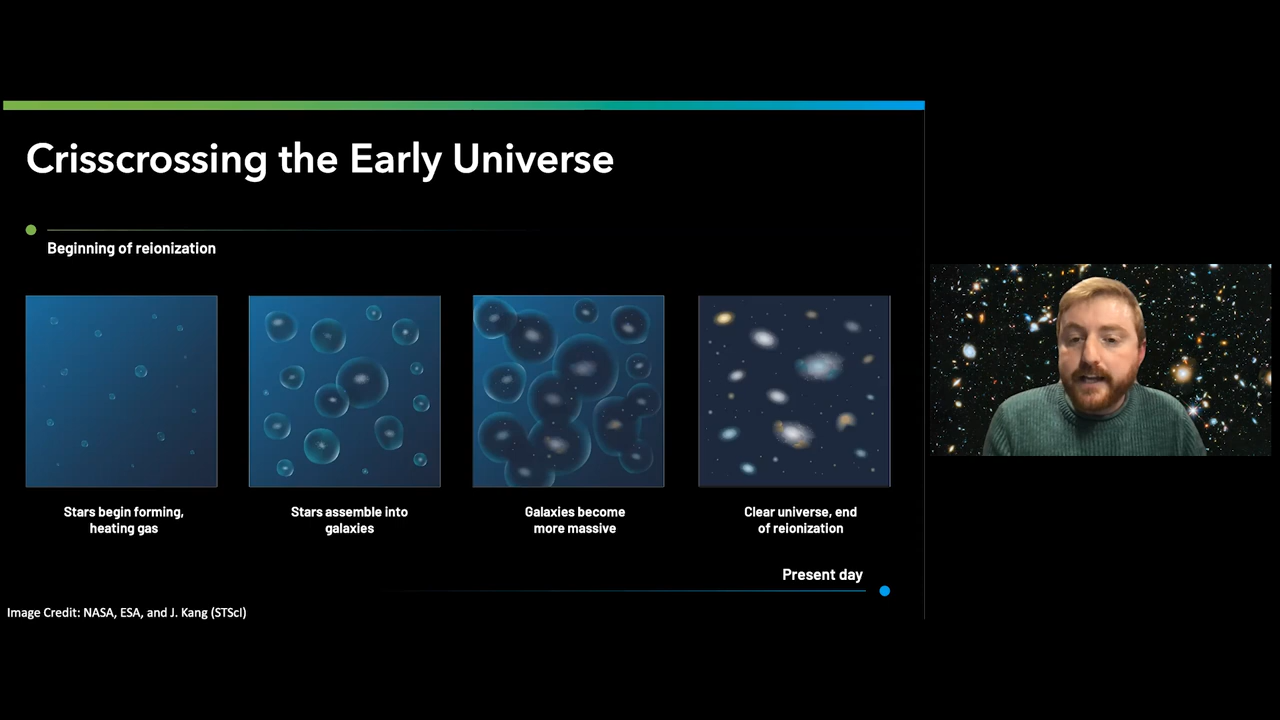 Crisscrossing the Early Universe
Beginning of reionization
Stars begin forming,
heating gas
Stars assemble into
galaxies
Galaxies become
more massive
Clear universe, end
of reionization
Present day
Image Credit: NASA, ESA, and J. Kang (STScI)